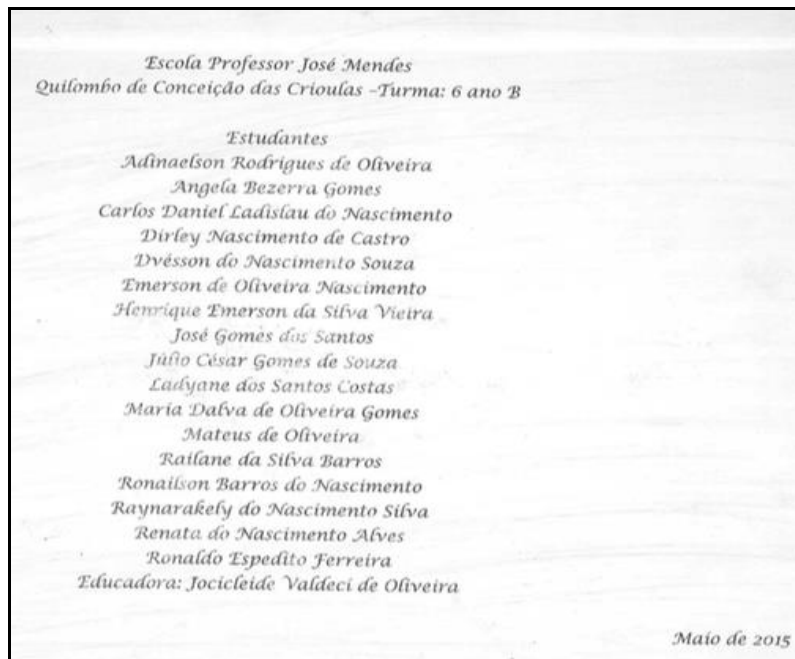 Escola Professor José Mendes
Quilombo de Conceição das Crioulas –Turma: 6 ano B
Estudantes
Adinaelson Rodrigues de Oliveira
Angela Bezerra Gomes
Carlos Daniel Ladislau do Nascimento
Dirley Nascimento de Castro
Dvésson do Nascimento Souza
Emerson de Oliveira Nascimento
Henrique Emerson da Silva Vieira
José Gomes dos Santos
Júlio César Gomes de Souza
Ladyane dos Santos Costas
Maria Dalva de Oliveira Gomes
Mateus de Oliveira
Railane da Silva Barros
Ronailson Barros do Nascimento
Raynarakely do Nascimento Silva
Renata do Nascimento Alves
Ronaldo Espedito Ferreira
Educadora: Jocicleide Valdeci de Oliveira
Maio de 2015